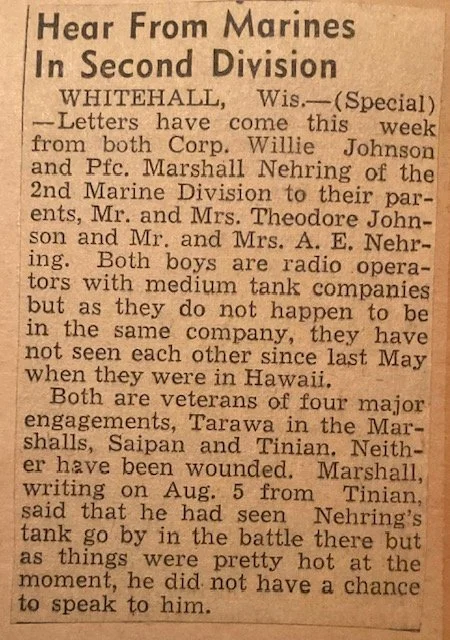 Hear From Marines
In Second Division
WHITEHALL, Wis.—(Special)
—Letters have come this week
from both Corp. Willie Johnson
and Pfc. Marshall Nehring of the
2nd Marine Division to their par-
ents, Mr. and Mrs. Theodore John-
son and Mr. and Mrs. A. E. Nehr-
ing. Both boys are radio opera-
tors with medium tank companies
but as they do not happen to be
in the same company, they have
not seen each other since last May
when they were in Hawaii.
Both are veterans of four major
engagements, Tarawa in the Mar-
shalls, Saipan and Tinian. Neith-
er have been wounded. Marshall,
writing on Aug. 5 from Tinian,
said that he had seen Nehring's
tank go by in the battle there but
as things were pretty hot at the
moment, he did not have a chance
to speak to him.